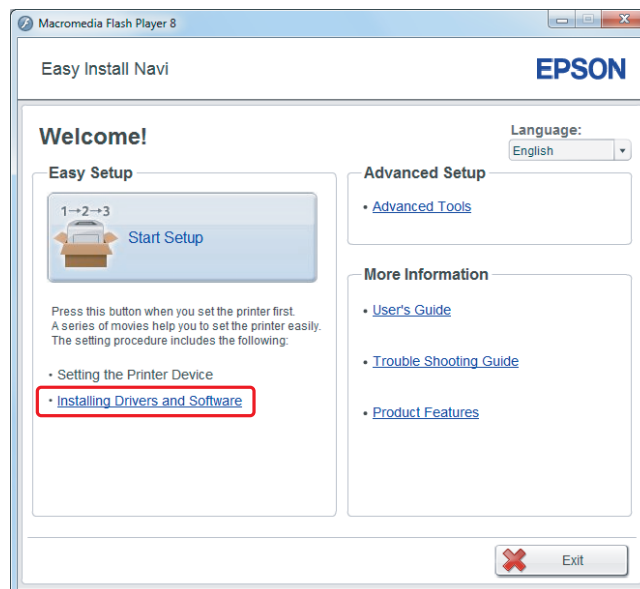 Macromedia Flash Player 8
Easy Install Navi
EPSON
Welcome!
Language:
English
Easy Setup
1→2→3
Start Setup
Press this button when you set the printer first.
A series of movies help you to set the printer easily.
The setting procedure includes the following:
• Setting the Printer Device
• Installing Drivers and Software
Advanced Setup
• Advanced Tools
More Information
• User's Guide
• Trouble Shooting Guide
• Product Features
Exit